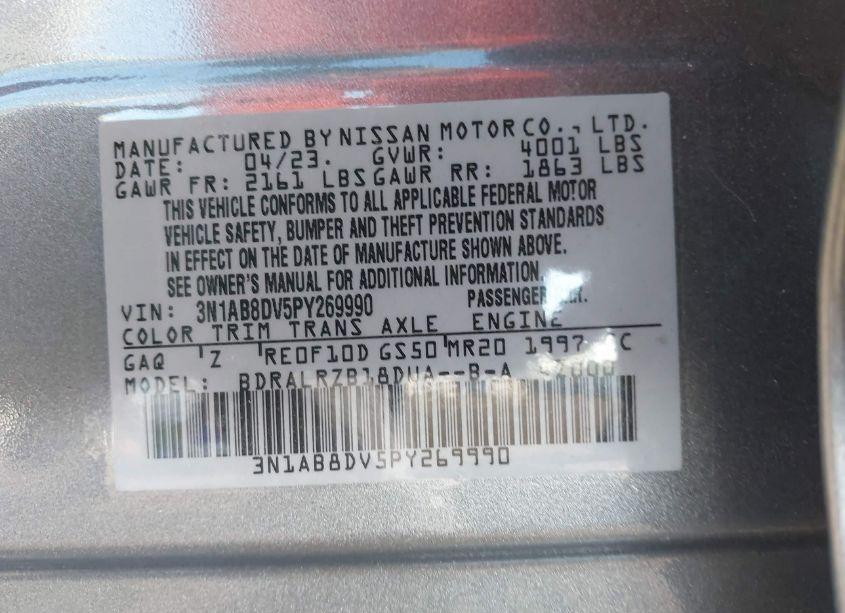 MANUFACTURED BY NISSAN MOTOR CO., LTD.
DATE: 04/23. GVWR: 4001 LBS
GAWR FR: 2161 LBS GAWR RR: 1863 LBS
THIS VEHICLE CONFORMS TO ALL APPLICABLE FEDERAL MOTOR
VEHICLE SAFETY, BUMPER AND THEFT PREVENTION STANDARDS
IN EFFECT ON THE DATE OF MANUFACTURE SHOWN ABOVE.
SEE OWNER'S MANUAL FOR ADDITIONAL INFORMATION.
VIN: 3N1AB8DV5PY269990 PASSENGER
COLOR TRIM TRANS AXLE ENGINE
GAQ Z RE0F10D GS50 MR20 1997
MODEL: BDRALRZB18DUA--B-A
3N1AB8DV5PY269990